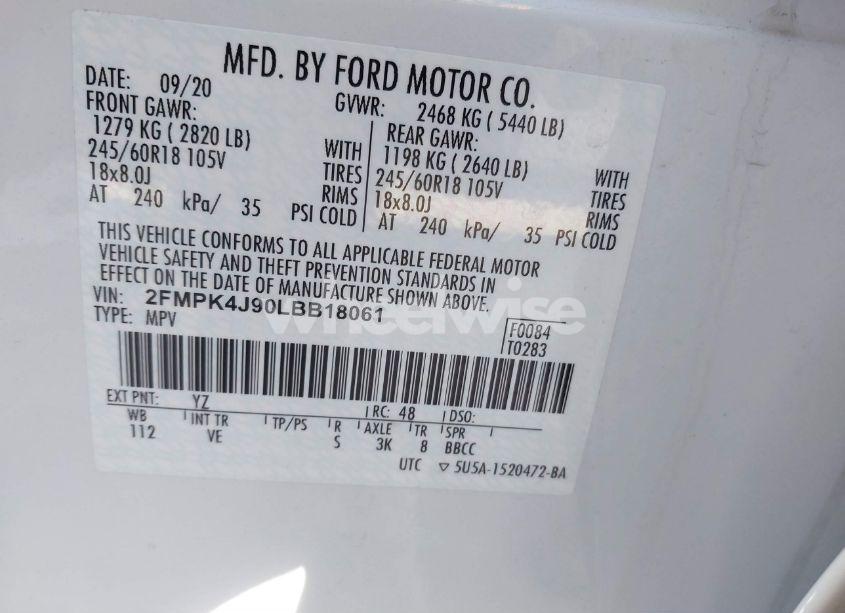 MFD. BY FORD MOTOR CO.
DATE: 09/20 GVWR: 2468 KG ( 5440 LB)
FRONT GAWR: REAR GAWR:
1279 KG ( 2820 LB) WITH 1198 KG ( 2640 LB) WITH
245/60R18 105V TIRES 245/60R18 105V TIRES
18x8.0J RIMS 18x8.0J RIMS
AT 240 kPa/ 35 PSI COLD AT 240 kPa/ 35 PSI COLD
THIS VEHICLE CONFORMS TO ALL APPLICABLE FEDERAL MOTOR
VEHICLE SAFETY AND THEFT PREVENTION STANDARDS IN
EFFECT ON THE DATE OF MANUFACTURE SHOWN ABOVE.
VIN: 2FMPK4J90LBB18061
TYPE: MPV
F0084
T0283
wheelwise
EXT PNT: YZ RC: 48 DSO:
WB INT TR TP/PS R AXLE TR SPR
112 VE S 3K 8 BBCC
UTC ▽ 5U5A-1520472-BA